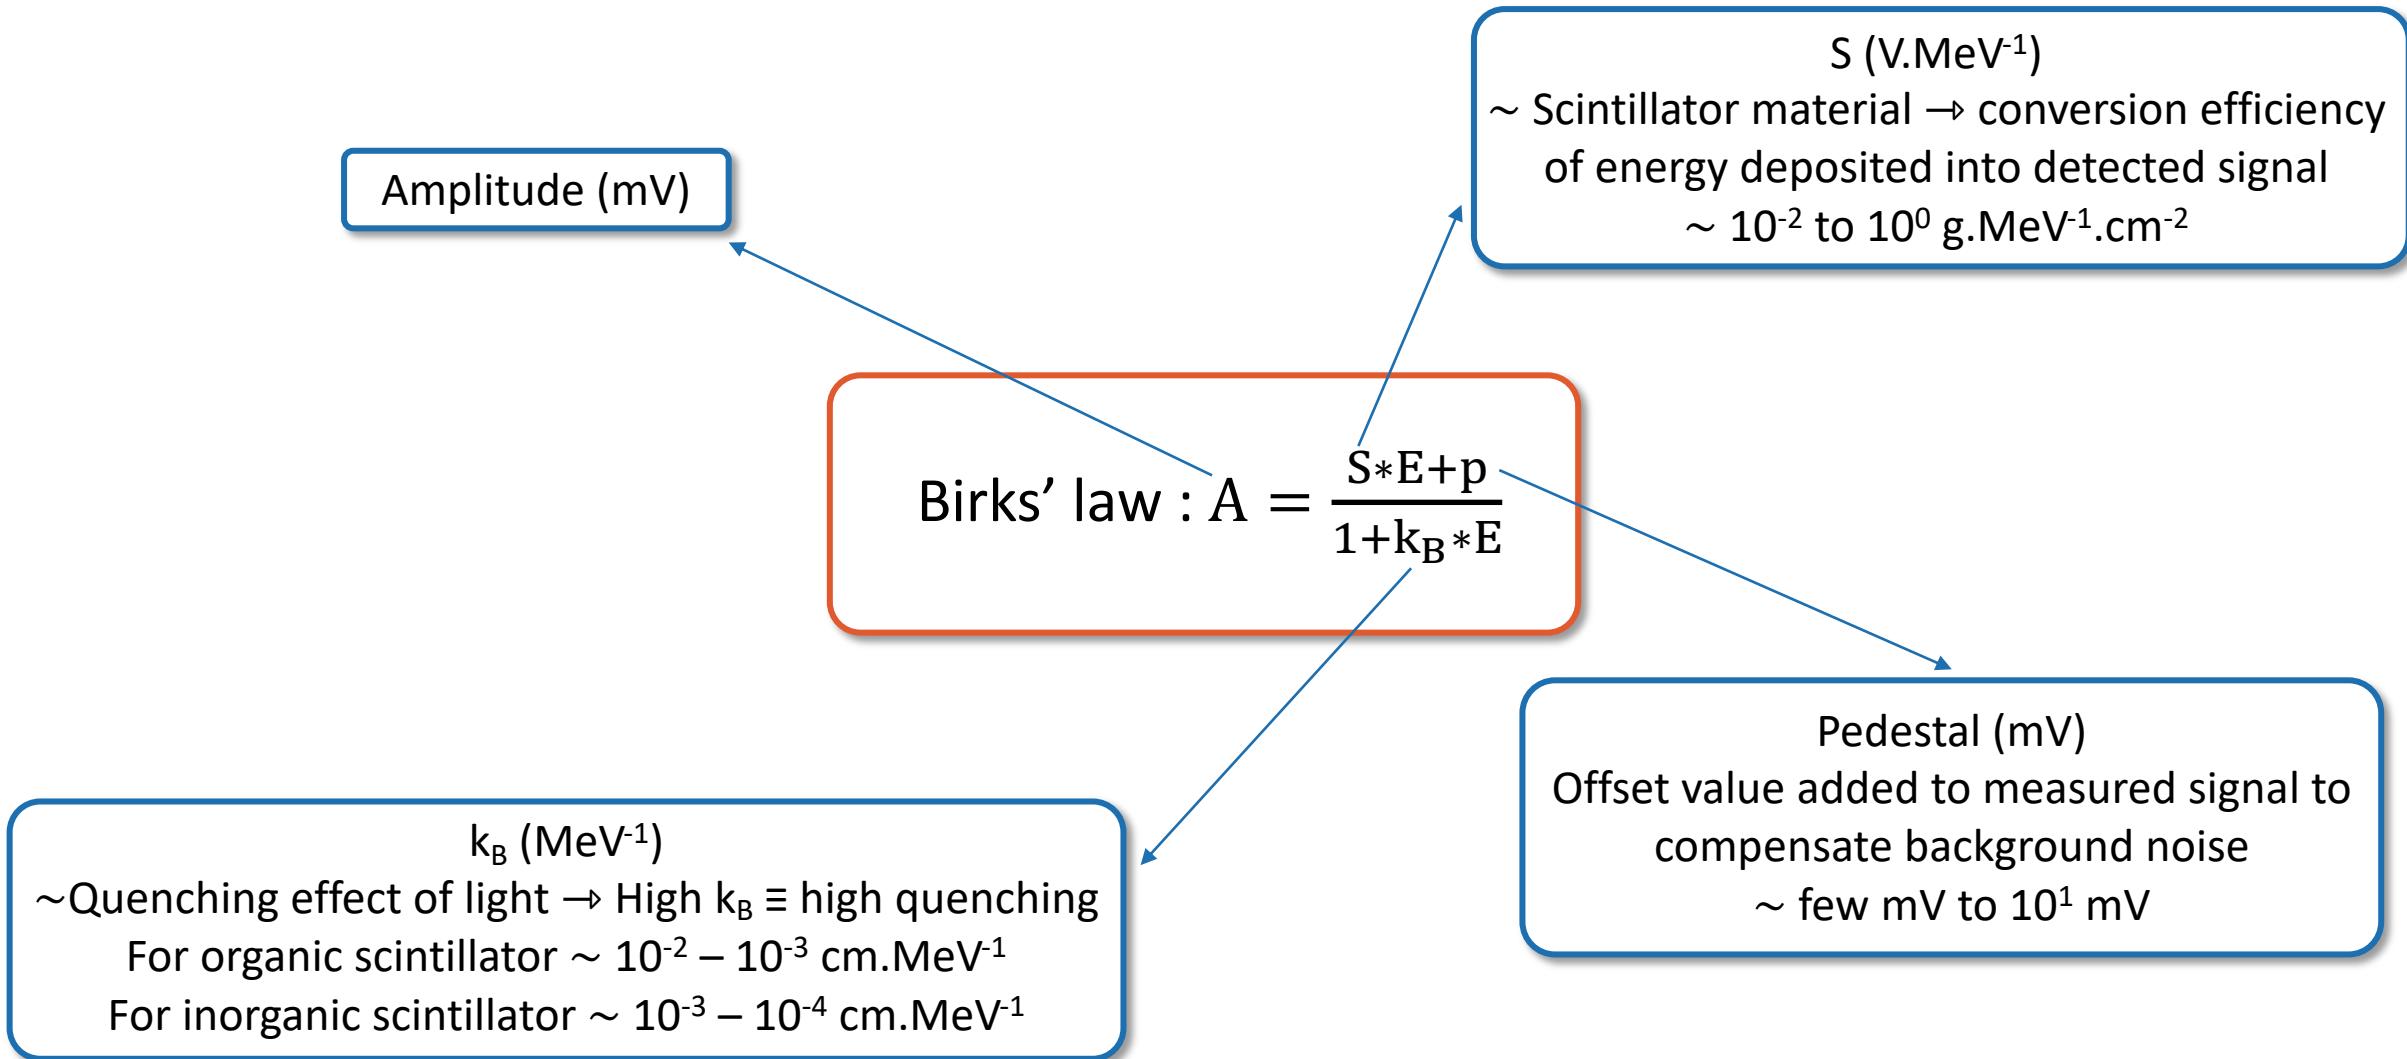 S (V.MeV⁻¹)
~ Scintillator material → conversion efficiency
of energy deposited into detected signal
~ 10⁻² to 10⁰ g.MeV⁻¹.cm⁻²
Amplitude (mV)
Birks’ law : A = (S∗E+p)/(1+k_B∗E)
Pedestal (mV)
Offset value added to measured signal to
compensate background noise
~ few mV to 10¹ mV
k_B (MeV⁻¹)
~Quenching effect of light → High k_B ≡ high quenching
For organic scintillator ~ 10⁻² – 10⁻³ cm.MeV⁻¹
For inorganic scintillator ~ 10⁻³ – 10⁻⁴ cm.MeV⁻¹